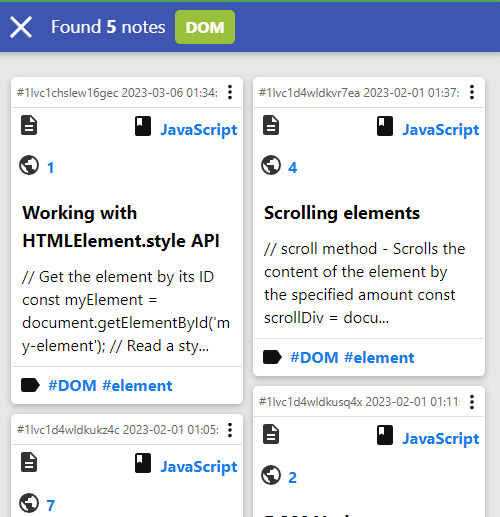 Found 5 notes DOM
#1lvc1chslew16gec 2023-03-06 01:34:
JavaScript
1
Working with
HTMLElement.style API
// Get the element by its ID
const myElement =
document.getElementById('m
y-element'); // Read a sty...
#DOM #element
#1lvc1d4wldkvr7ea 2023-02-01 01:37:
JavaScript
4
Scrolling elements
// scroll method - Scrolls the
content of the element by
the specified amount const
scrollDiv = docu...
#DOM #element
#1lvc1d4wldkukz4c 2023-02-01 01:05:
JavaScript
7
#1lvc1d4wldkusq4x 2023-02-01 01:11:
JavaScript
2